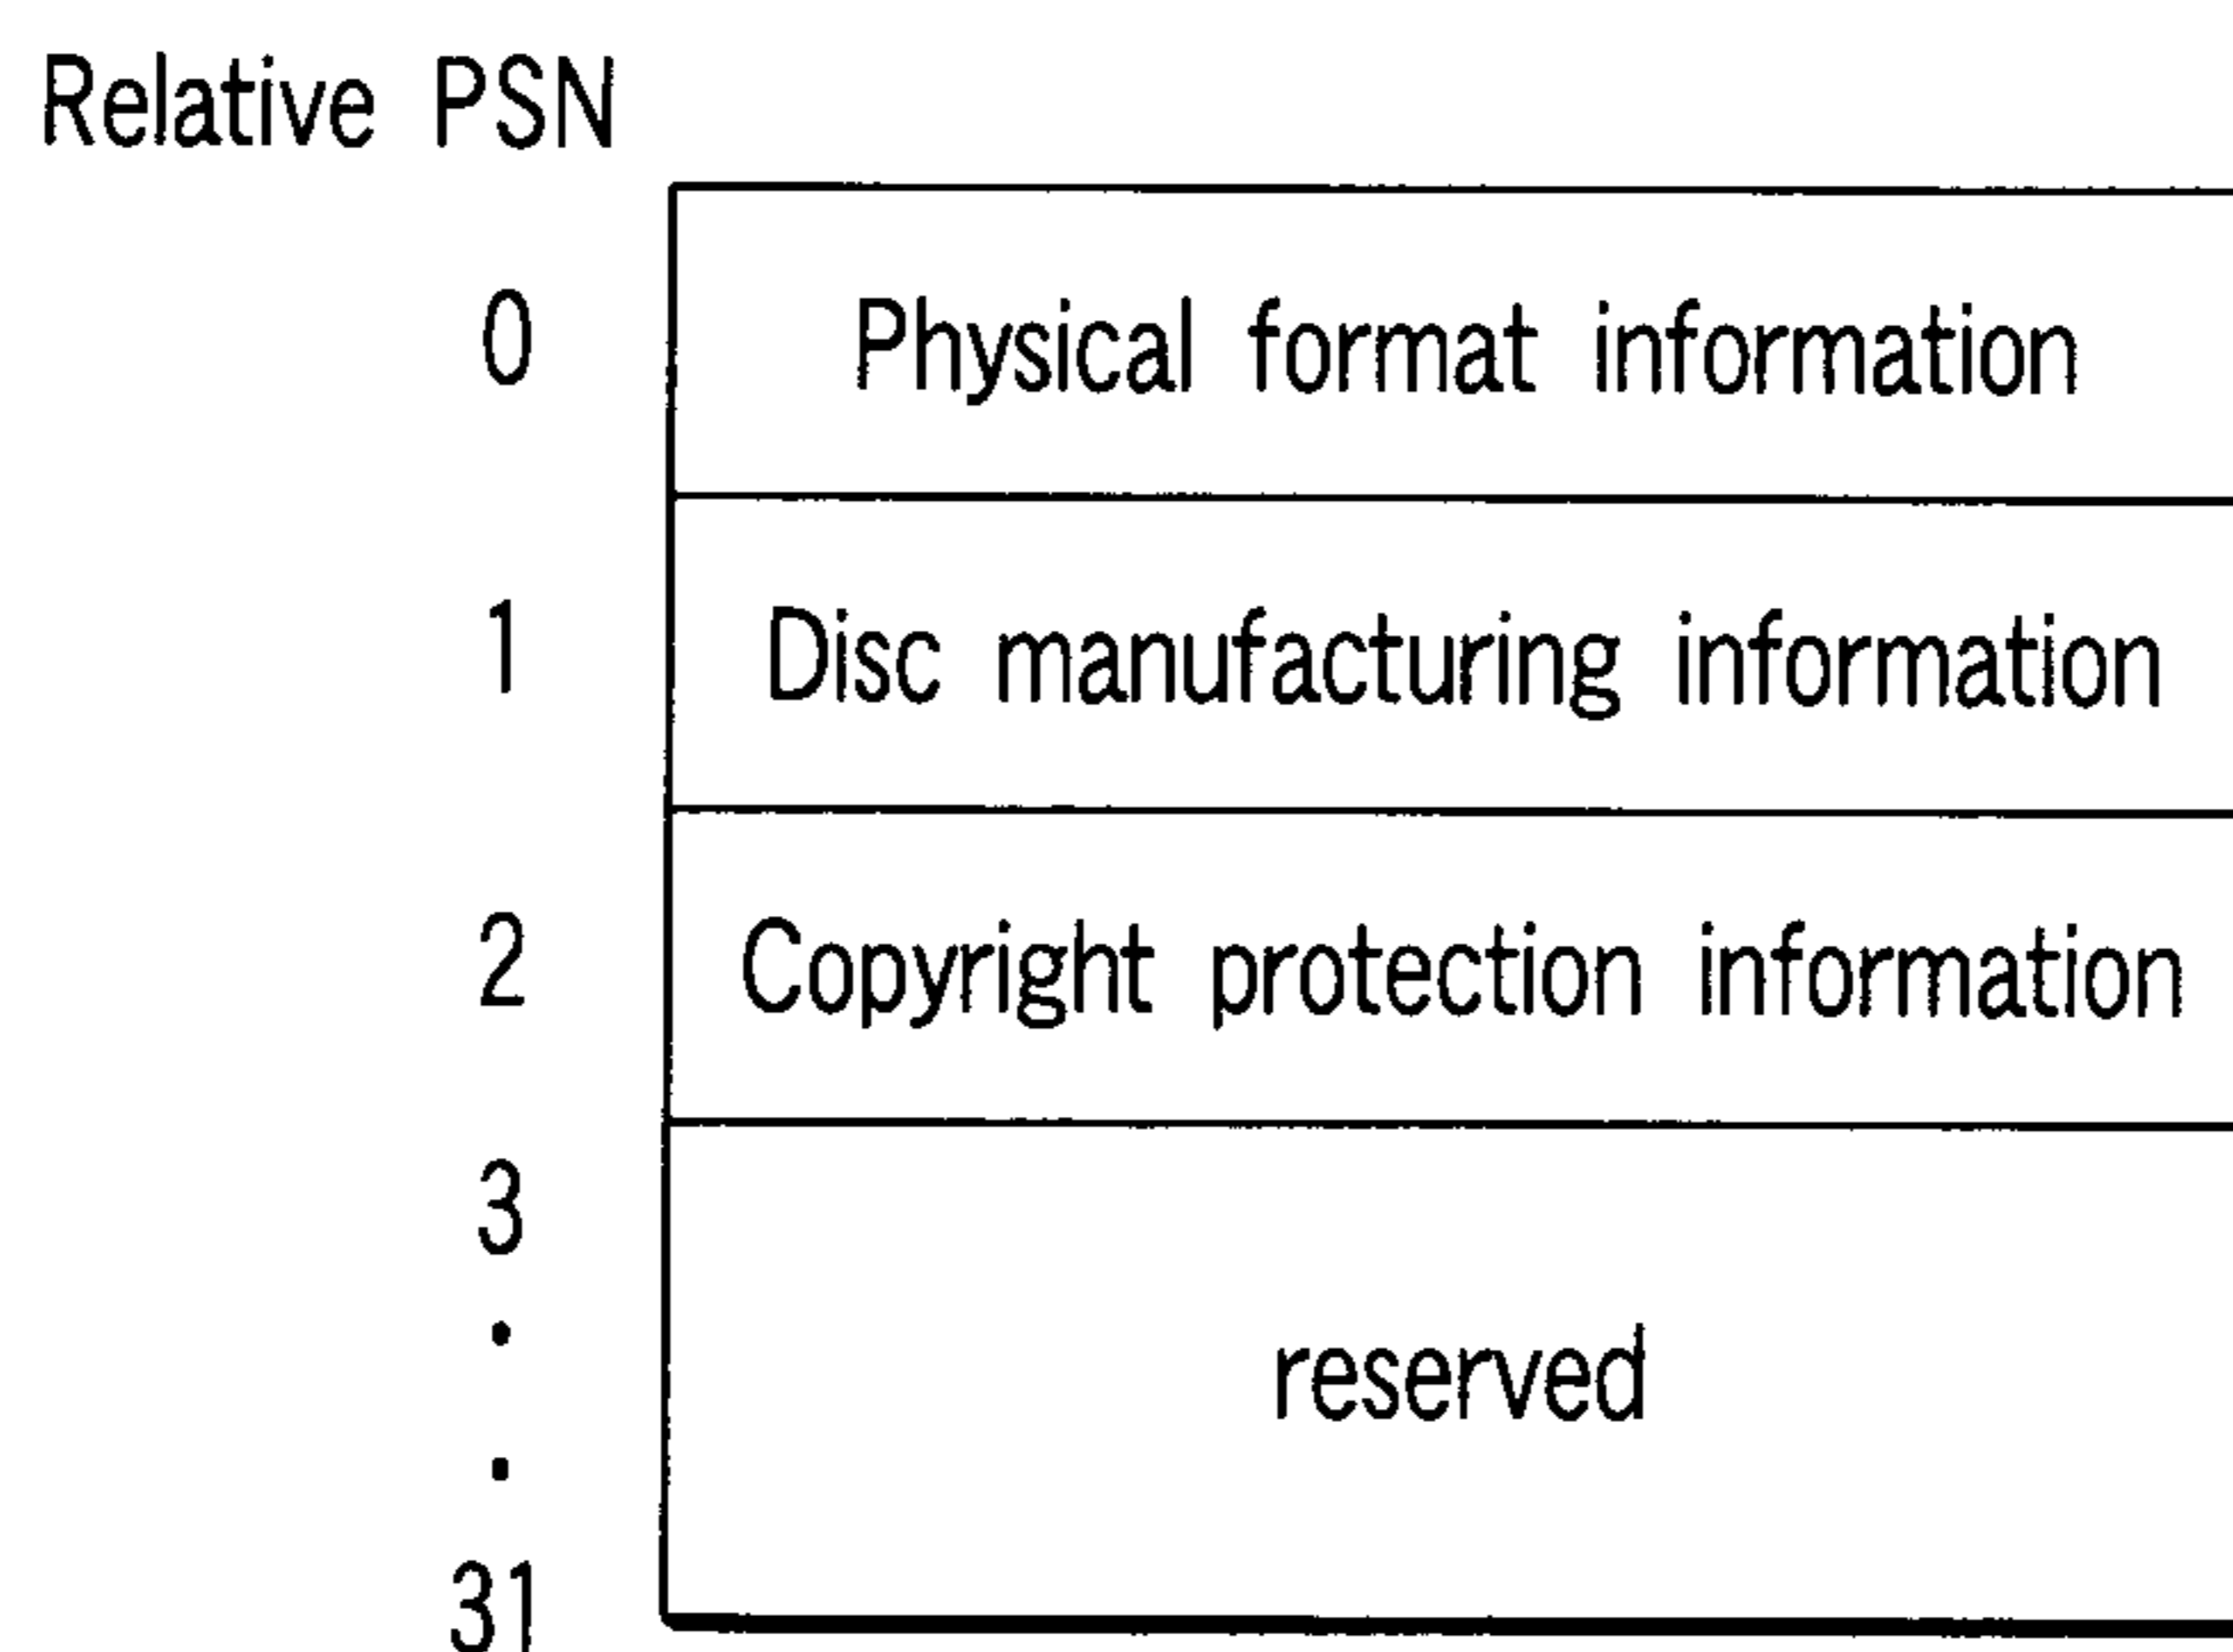 Relative PSN
0 Physical format information
1 Disc manufacturing information
2 Copyright protection information
3
reserved
31